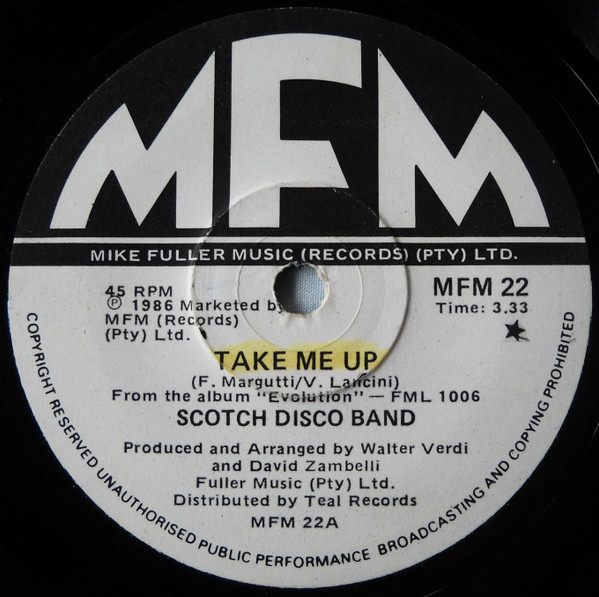 MFM
MIKE FULLER MUSIC (RECORDS) (PTY) LTD.
45 RPM
℗ 1986 Marketed by
MFM (Records)
(Pty) Ltd.
MFM 22
Time: 3.33
TAKE ME UP
(F. Margutti/V. Lancini)
From the album "Evolution" — FML 1006
SCOTCH DISCO BAND
Produced and Arranged by Walter Verdi
and David Zambelli
Fuller Music (Pty) Ltd.
Distributed by Teal Records
MFM 22A
COPYRIGHT RESERVED UNAUTHORISED PUBLIC PERFORMANCE BROADCASTING AND COPYING PROHIBITED